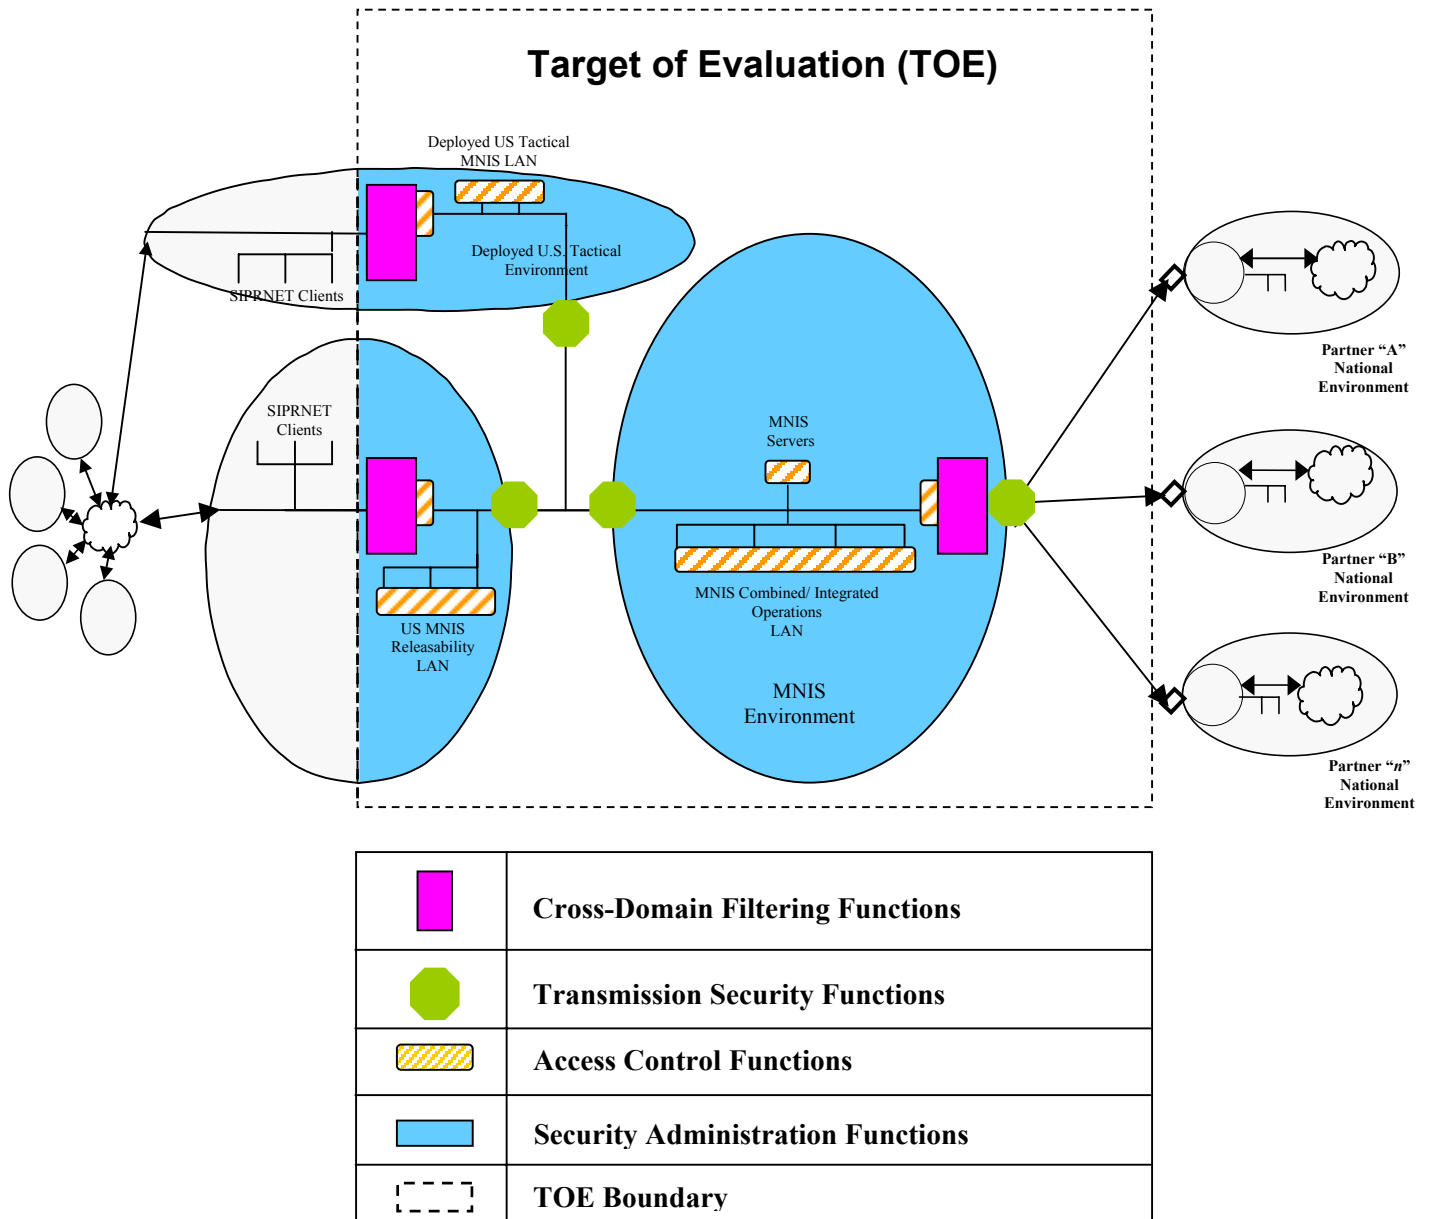 Target of Evaluation (TOE)
Deployed US Tactical
MNIS LAN
Deployed U.S. Tactical
Environment
SIPRNET Clients
SIPRNET
Clients
MNIS
Servers
MNIS Combined/ Integrated
Operations
LAN
US MNIS
Releasability
LAN
MNIS
Environment
Partner “A”
National
Environment
Partner “B”
National
Environment
Partner “n”
National
Environment
Cross-Domain Filtering Functions
Transmission Security Functions
Access Control Functions
Security Administration Functions
TOE Boundary